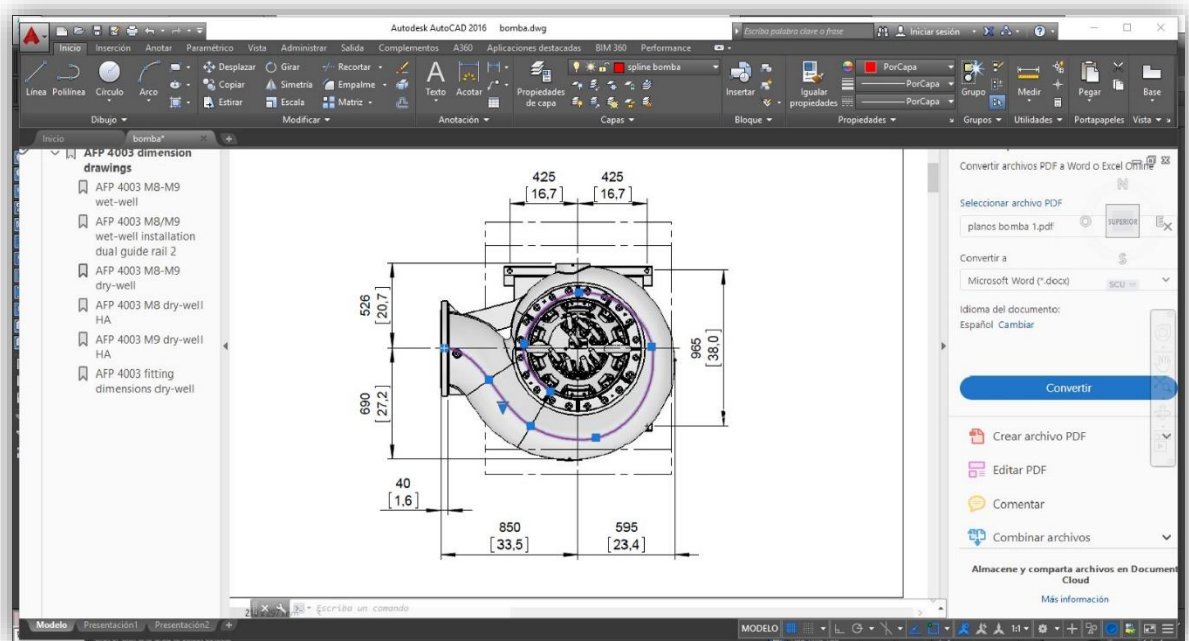 Autodesk AutoCAD 2016 bomba.dwg
Escriba palabra clave o frase
Iniciar sesión
Inicio Inserción Anotar Paramétrico Vista Administrar Salida Complementos A360 Aplicaciones destacadas BIM 360 Performance
Línea Polilínea Círculo Arco
Desplazar Girar Recortar
Copiar Simetría Empalme
Estirar Escala Matriz
Texto Acotar
Propiedades de capa
spline bomba
Insertar
Igualar propiedades
PorCapa
PorCapa
PorCapa
Grupo Medir Pegar Base
Dibujo Modificar Anotación Capas Bloque Propiedades Grupos Utilidades Portapapeles Vista
Inicio bomba*
AFP 4003 dimension
drawings
AFP 4003 M8-M9
wet-well
AFP 4003 M8/M9
wet-well installation
dual guide rail 2
AFP 4003 M8-M9
dry-well
AFP 4003 M8 dry-well
HA
AFP 4003 M9 dry-well
HA
AFP 4003 fitting
dimensions dry-well
425 425
[16,7] [16,7]
526
[20,7]
690
[27,2]
965
[38,0]
40
[1,6]
850 595
[33,5] [23,4]
Convertir archivos PDF a Word o Excel Online
N
Seleccionar archivo PDF
planos bomba 1.pdf
O SUPERIOR E
S
Convertir a
Microsoft Word (*.docx)
SCU
Idioma del documento:
Español Cambiar
Convertir
Crear archivo PDF
Editar PDF
Comentar
Combinar archivos
Almacene y comparta archivos en Document
Cloud
Más información
Escriba un comando
Modelo Presentación1 Presentación2 +
MODELO 1:1